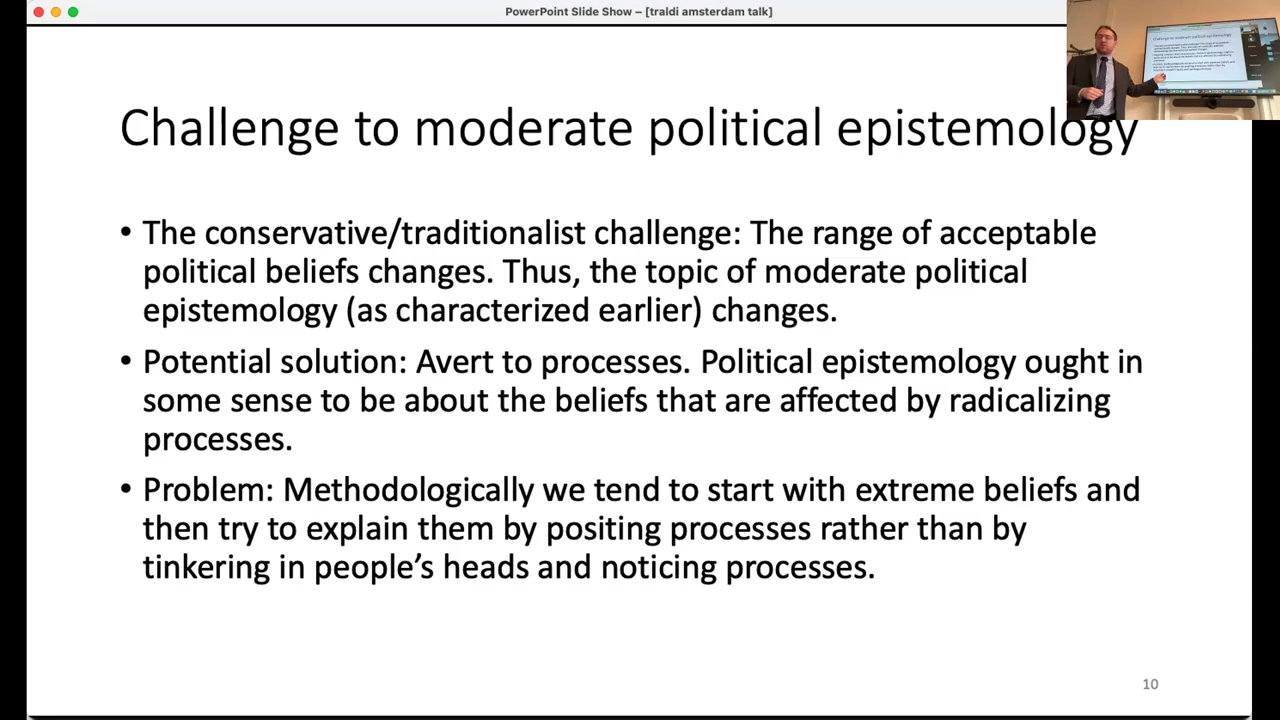 PowerPoint Slide Show – [traldi amsterdam talk]
Challenge to moderate political epistemology
• The conservative/traditionalist challenge: The range of acceptable
political beliefs changes. Thus, the topic of moderate political
epistemology (as characterized earlier) changes.
• Potential solution: Avert to processes. Political epistemology ought in
some sense to be about the beliefs that are affected by radicalizing
processes.
• Problem: Methodologically we tend to start with extreme beliefs and
then try to explain them by positing processes rather than by
tinkering in people’s heads and noticing processes.
10